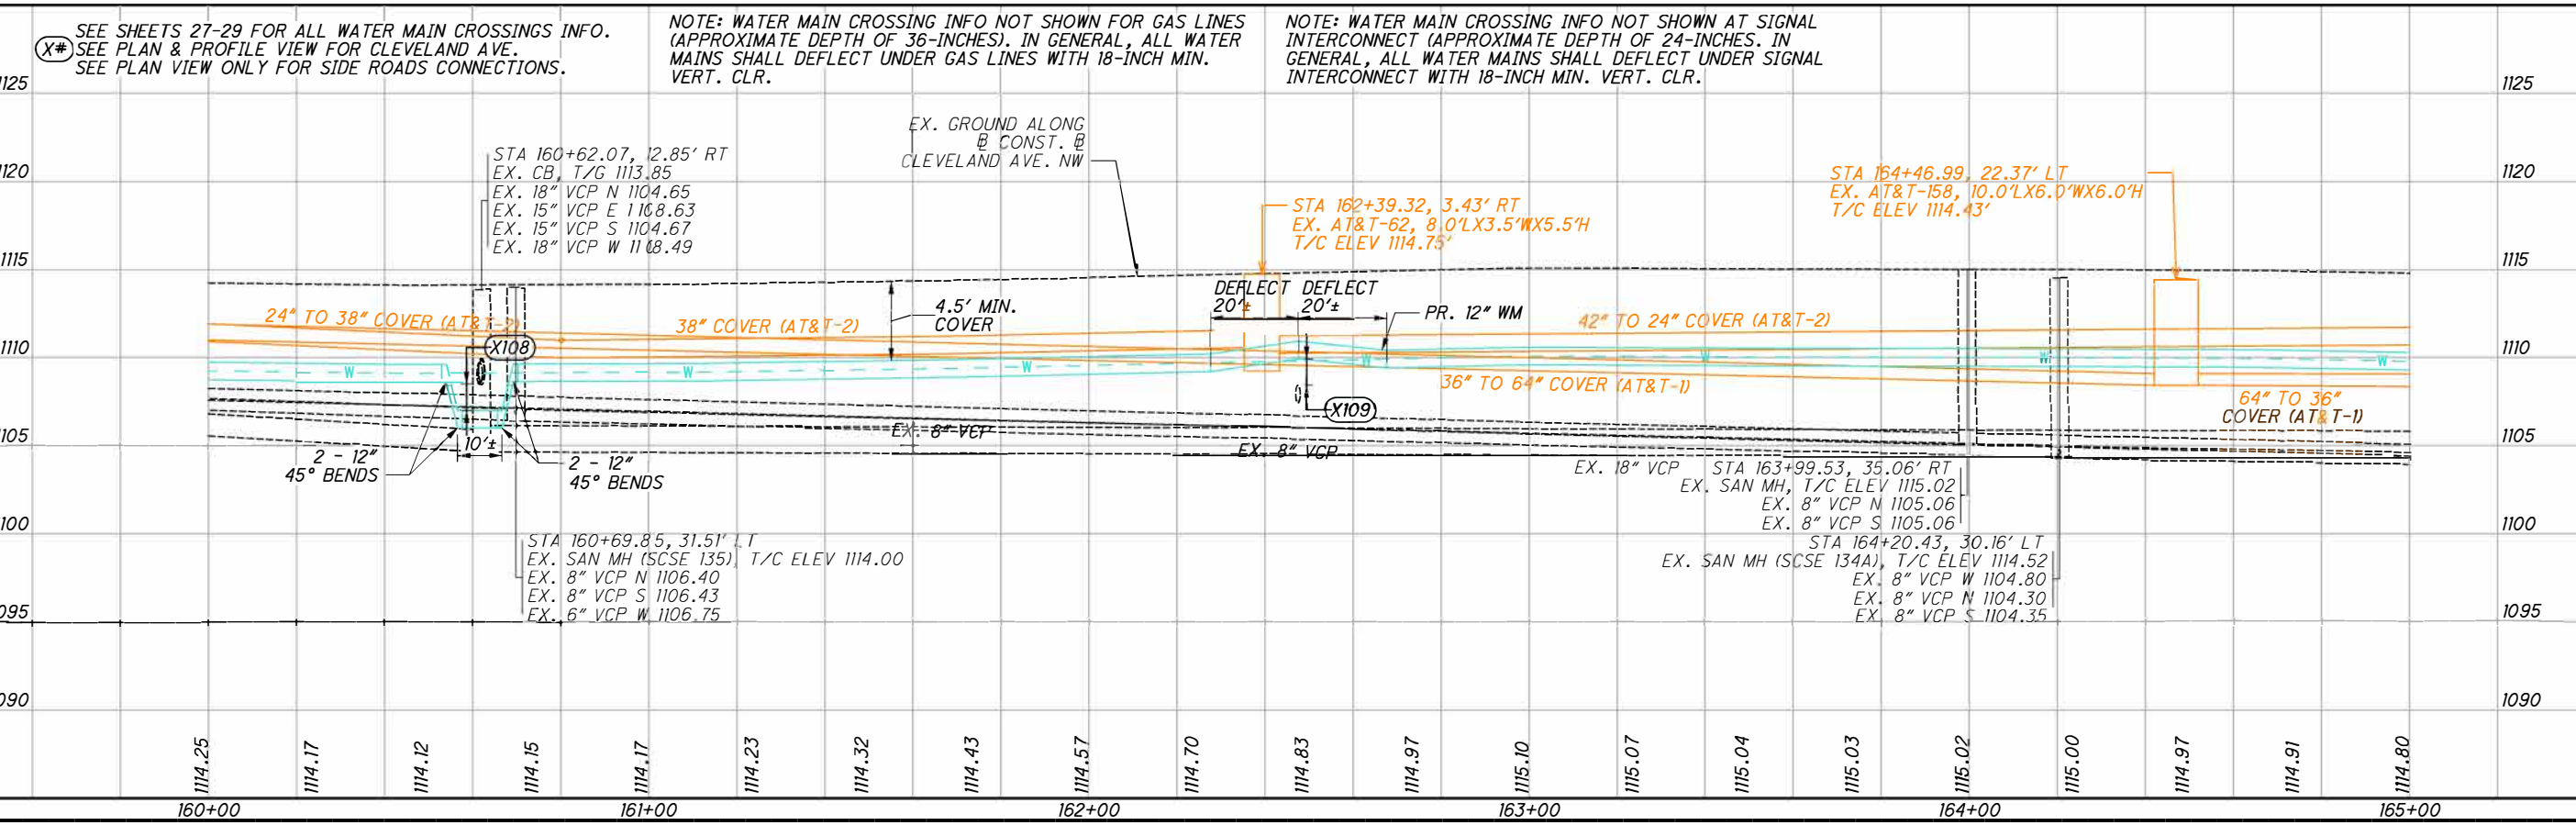 SEE SHEETS 27-29 FOR ALL WATER MAIN CROSSINGS INFO.
X# SEE PLAN & PROFILE VIEW FOR CLEVELAND AVE.
SEE PLAN VIEW ONLY FOR SIDE ROADS CONNECTIONS.
NOTE: WATER MAIN CROSSING INFO NOT SHOWN FOR GAS LINES
(APPROXIMATE DEPTH OF 36-INCHES). IN GENERAL, ALL WATER
MAINS SHALL DEFLECT UNDER GAS LINES WITH 18-INCH MIN.
VERT. CLR.
NOTE: WATER MAIN CROSSING INFO NOT SHOWN AT SIGNAL
INTERCONNECT (APPROXIMATE DEPTH OF 24-INCHES. IN
GENERAL, ALL WATER MAINS SHALL DEFLECT UNDER SIGNAL
INTERCONNECT WITH 18-INCH MIN. VERT. CLR.
1125
1120
1115
1110
1105
1100
1095
1090
1125
1120
1115
1110
1105
1100
1095
1090
STA 160+62.07, 12.85' RT
EX. CB, T/G 1113.85
EX. 18" VCP N 1104.65
EX. 15" VCP E 1108.63
EX. 15" VCP S 1104.67
EX. 18" VCP W 1108.49
EX. GROUND ALONG
℄ CONST. ℄
CLEVELAND AVE. NW
STA 162+39.32, 3.43' RT
EX. AT&T-62, 8.0'LX3.5'WX5.5'H
T/C ELEV 1114.75'
STA 164+46.99, 22.37' LT
EX. AT&T-158, 10.0'LX6.0'WX6.0'H
T/C ELEV 1114.43'
24" TO 38" COVER (AT&T-2)
X108
38" COVER (AT&T-2)
4.5' MIN.
COVER
DEFLECT
20'±
DEFLECT
20'±
PR. 12" WM
42" TO 24" COVER (AT&T-2)
36" TO 64" COVER (AT&T-1)
X109
64" TO 36"
COVER (AT&T-1)
W
W
W
W
W
W
W
10'±
2 - 12"
45° BENDS
2 - 12"
45° BENDS
EX. 8" VCP
EX. 8" VCP
EX. 18" VCP
STA 163+99.53, 35.06' RT
EX. SAN MH, T/C ELEV 1115.02
EX. 8" VCP N 1105.06
EX. 8" VCP S 1105.06
STA 160+69.85, 31.51' LT
EX. SAN MH (SCSE 135), T/C ELEV 1114.00
EX. 8" VCP N 1106.40
EX. 8" VCP S 1106.43
EX. 6" VCP W 1106.75
STA 164+20.43, 30.16' LT
EX. SAN MH (SCSE 134A), T/C ELEV 1114.52
EX. 8" VCP W 1104.80
EX. 8" VCP N 1104.30
EX. 8" VCP S 1104.35
1114.25
1114.17
1114.12
1114.15
1114.17
1114.23
1114.32
1114.43
1114.57
1114.70
1114.83
1114.97
1115.10
1115.07
1115.04
1115.03
1115.02
1115.00
1114.97
1114.91
1114.80
160+00
161+00
162+00
163+00
164+00
165+00